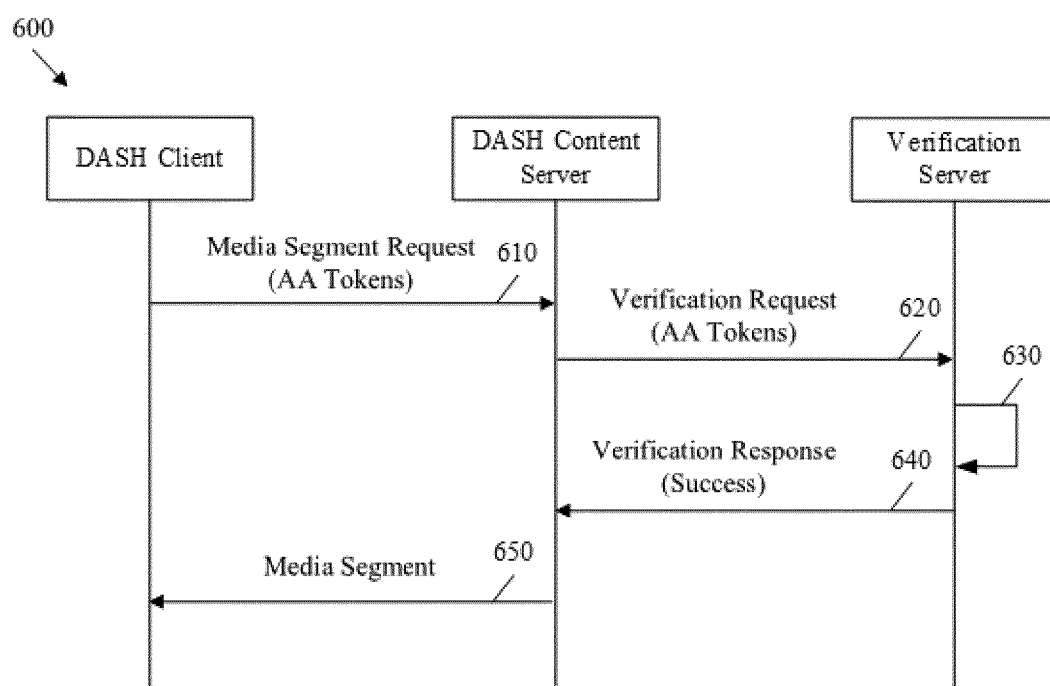 600
DASH Client
DASH Content
Server
Verification
Server
Media Segment Request
(AA Tokens)
610
Verification Request
(AA Tokens)
620
630
Verification Response
(Success)
640
Media Segment
650